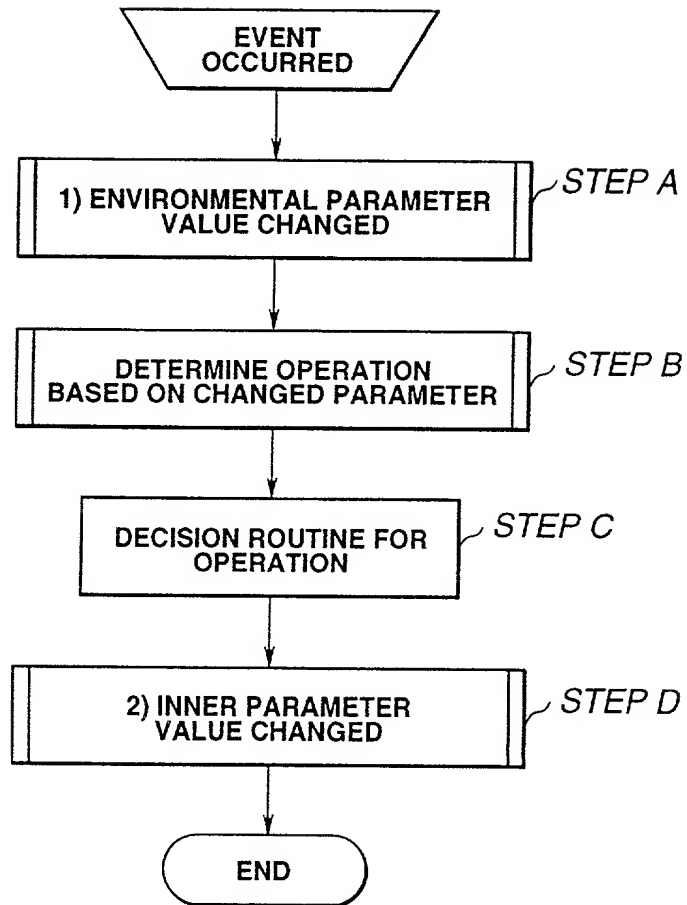 EVENT
OCCURRED
1) ENVIRONMENTAL PARAMETER
VALUE CHANGED
STEP A
DETERMINE OPERATION
BASED ON CHANGED PARAMETER
STEP B
DECISION ROUTINE FOR
OPERATION
STEP C
2) INNER PARAMETER
VALUE CHANGED
STEP D
END